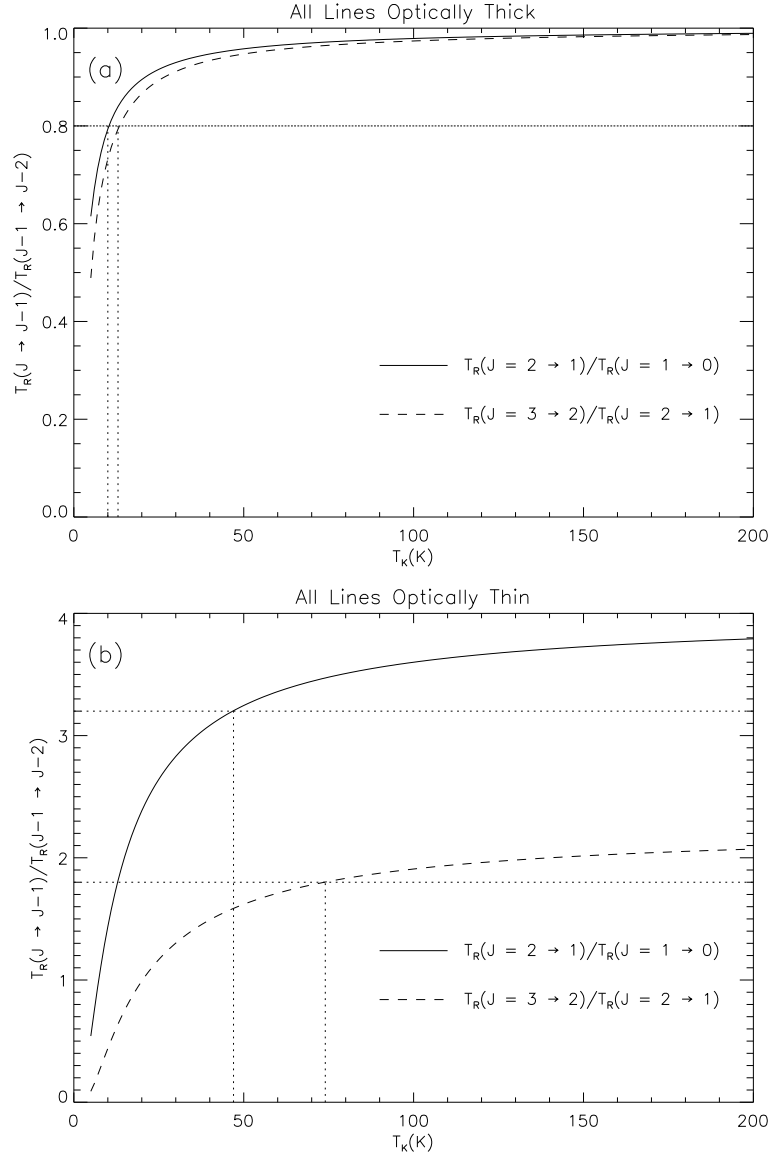 All Lines Optically Thick
(a)
1.0
0.8
0.6
0.4
0.2
0.0
T_R(J → J−1)/T_R(J−1 → J−2)
T_R(J = 2 → 1)/T_R(J = 1 → 0)
T_R(J = 3 → 2)/T_R(J = 2 → 1)
0 50 100 150 200
T_K(K)
All Lines Optically Thin
(b)
4
3
2
1
0
T_R(J → J−1)/T_R(J−1 → J−2)
T_R(J = 2 → 1)/T_R(J = 1 → 0)
T_R(J = 3 → 2)/T_R(J = 2 → 1)
0 50 100 150 200
T_K(K)